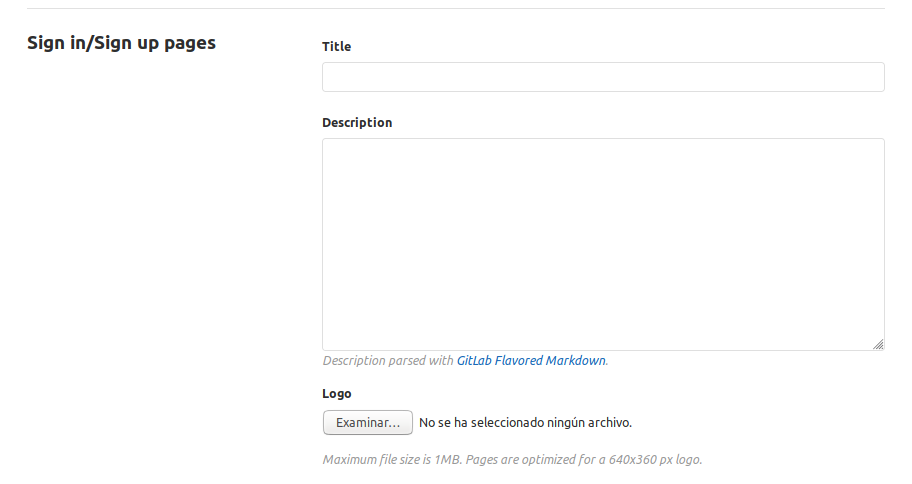 Sign in/Sign up pages
Title
Description
Description parsed with GitLab Flavored Markdown.
Logo
Examinar... No se ha seleccionado ningún archivo.
Maximum file size is 1MB. Pages are optimized for a 640x360 px logo.